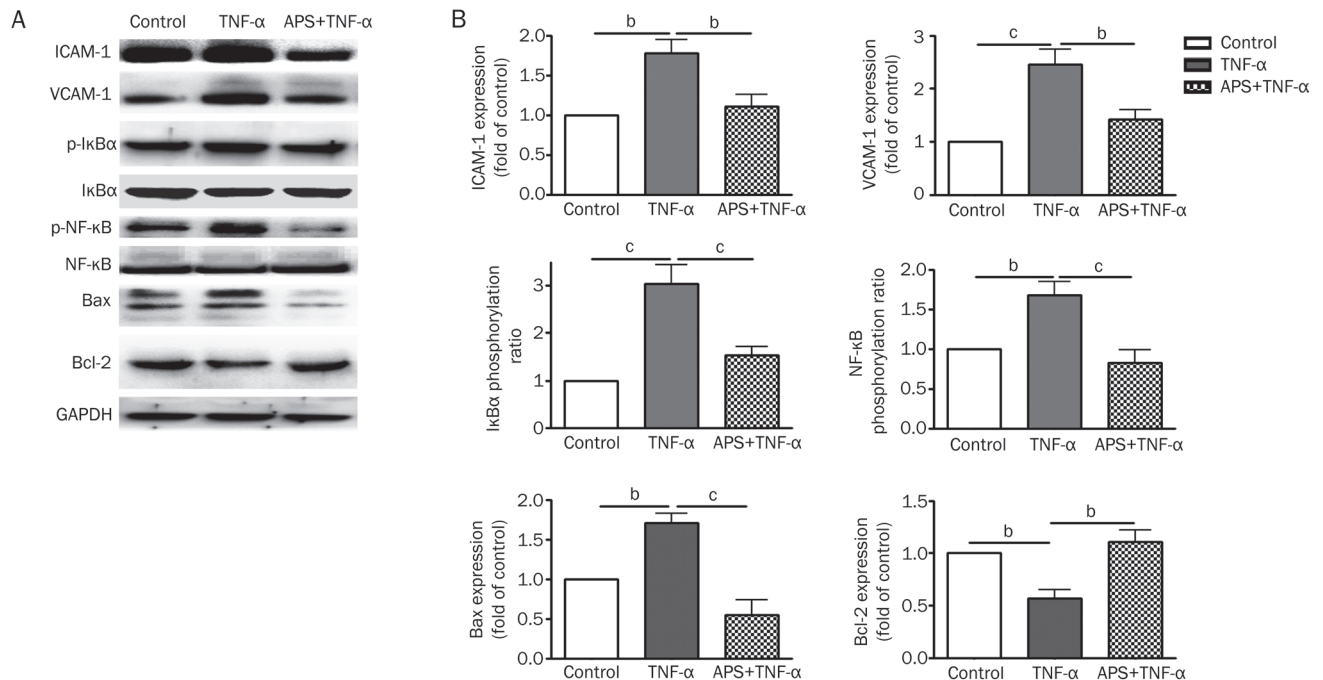 A
Control TNF-α APS+TNF-α
ICAM-1
VCAM-1
p-IκBα
IκBα
p-NF-κB
NF-κB
Bax
Bcl-2
GAPDH
B
ICAM-1 expression
(fold of control)
2.0
1.5
1.0
0.5
0.0
b b
Control TNF-α APS+TNF-α
VCAM-1 expression
(fold of control)
3
2
1
0
c b
Control TNF-α APS+TNF-α
Control
TNF-α
APS+TNF-α
IκBα phosphorylation
ratio
3
2
1
0
c c
Control TNF-α APS+TNF-α
NF-κB
phosphorylation ratio
2.0
1.5
1.0
0.5
0.0
b c
Control TNF-α APS+TNF-α
Bax expression
(fold of control)
2.0
1.5
1.0
0.5
0.0
b c
Control TNF-α APS+TNF-α
Bcl-2 expression
(fold of control)
1.5
1.0
0.5
0.0
b b
Control TNF-α APS+TNF-α